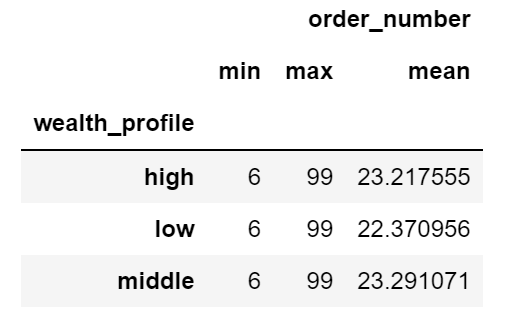 order_number
min max mean
wealth_profile
high 6 99 23.217555
low 6 99 22.370956
middle 6 99 23.291071